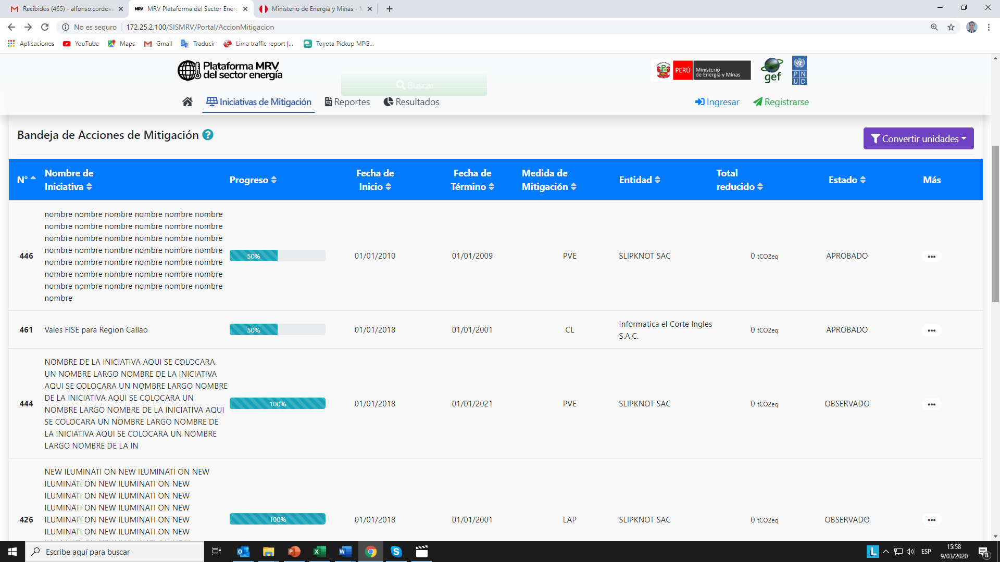 Recibidos (465) - alfonso.cordova
MRV Plataforma del Sector Energ
Ministerio de Energía y Minas -
No es seguro
172.25.2.100/SISMRV/Portal/AccionMitigacion
Aplicaciones
YouTube
Maps
Gmail
Traducir
Lima traffic report |...
Toyota Pickup MPG...
Plataforma MRV
del sector energía
Buscar
PERÚ
Ministerio
de Energía y Minas
gef
PN
UD
Iniciativas de Mitigación
Reportes
Resultados
Ingresar
Registrarse
Bandeja de Acciones de Mitigación
Convertir unidades
N°
Nombre de
Iniciativa
Progreso
Fecha de
Inicio
Fecha de
Término
Medida de
Mitigación
Entidad
Total
reducido
Estado
Más
446
nombre nombre nombre nombre nombre nombre
nombre nombre nombre nombre nombre nombre
nombre nombre nombre nombre nombre nombre
nombre nombre nombre nombre nombre nombre
nombre nombre nombre nombre nombre nombre
nombre nombre nombre nombre nombre nombre
nombre nombre nombre nombre nombre nombre
nombre
50%
01/01/2010
01/01/2009
PVE
SLIPKNOT SAC
0 tCO2eq
APROBADO
461
Vales FISE para Region Callao
50%
01/01/2018
01/01/2001
CL
Informatica el Corte Ingles
S.A.C.
0 tCO2eq
APROBADO
444
NOMBRE DE LA INICIATIVA AQUI SE COLOCARA
UN NOMBRE LARGO NOMBRE DE LA INICIATIVA
AQUI SE COLOCARA UN NOMBRE LARGO NOMBRE
DE LA INICIATIVA AQUI SE COLOCARA UN
NOMBRE LARGO NOMBRE DE LA INICIATIVA AQUI
SE COLOCARA UN NOMBRE LARGO NOMBRE DE
LA INICIATIVA AQUI SE COLOCARA UN NOMBRE
LARGO NOMBRE DE LA IN
100%
01/01/2018
01/01/2021
PVE
SLIPKNOT SAC
0 tCO2eq
OBSERVADO
426
NEW ILUMINATI ON NEW ILUMINATI ON NEW
ILUMINATI ON NEW ILUMINATI ON NEW
ILUMINATI ON NEW ILUMINATI ON NEW
ILUMINATI ON NEW ILUMINATI ON NEW
ILUMINATI ON NEW ILUMINATI ON NEW
ILUMINATI ON NEW ILUMINATI ON NEW
100%
01/01/2018
01/01/2001
LAP
SLIPKNOT SAC
0 tCO2eq
OBSERVADO
Escribe aquí para buscar
ESP
15:58
9/03/2020
8